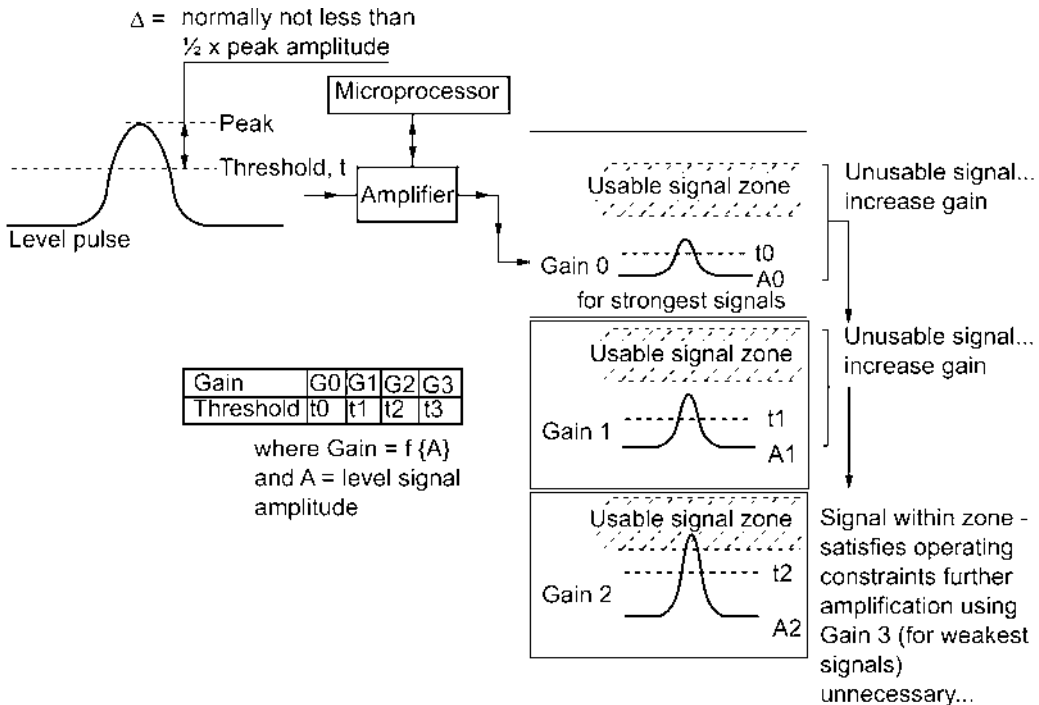 Δ = normally not less than
½ x peak amplitude
Microprocessor
Peak
Threshold, t
Amplifier
Level pulse
Usable signal zone
Gain 0
t0
A0
for strongest signals
Unusable signal...
increase gain
Usable signal zone
Gain 1
t1
A1
Unusable signal...
increase gain
Gain G0 G1 G2 G3
Threshold t0 t1 t2 t3
where Gain = f {A}
and A = level signal
amplitude
Usable signal zone
Gain 2
t2
A2
Signal within zone -
satisfies operating
constraints further
amplification using
Gain 3 (for weakest
signals)
unnecessary...